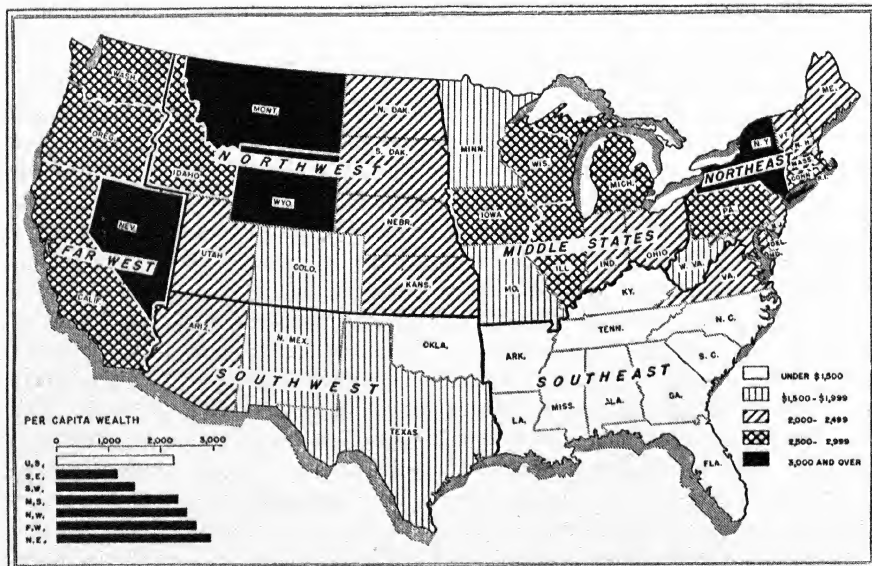 WASH.
OREG.
IDAHO
MONT.
N. DAK.
S. DAK.
NORTHWEST
WYO.
NEBR.
NEV.
UTAH
COLO.
KANS.
FAR WEST
CALIF.
ARIZ.
N. MEX.
OKLA.
SOUTHWEST
TEXAS.
MINN.
WIS.
MICH.
IOWA
MIDDLE STATES
ILL.
IND.
OHIO.
MO.
ME.
N.Y.
VT.
N.H.
MASS.
CONN.
R.I.
NORTHEAST
PA.
N.J.
DEL.
MD.
W. VA.
VA.
KY.
TENN.
N. C.
S. C.
ARK.
SOUTHEAST
MISS.
ALA.
GA.
LA.
FLA.
UNDER $1,500
$1,500-$1,999
2,000- 2,499
2,500- 2,999
3,000 AND OVER
PER CAPITA WEALTH
0 1,000 2,000 3,000
U.S.
S.E.
S.W.
M.S.
N.W.
F.W.
N.E.